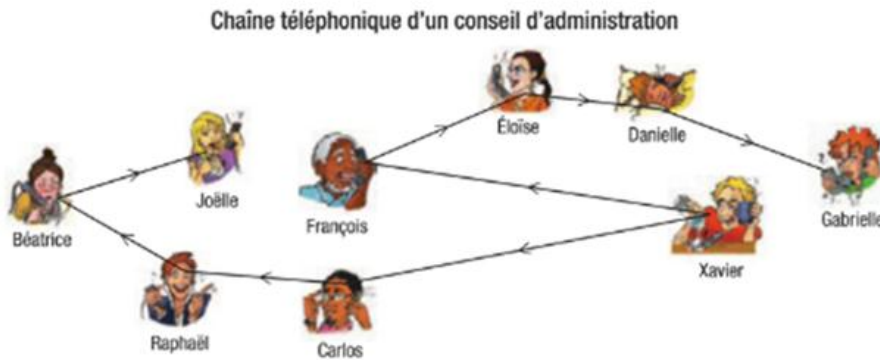 Chaîne téléphonique d'un conseil d'administration
Éloïse
Danielle
Joëlle
François
Gabrielle
Béatrice
Xavier
Raphaël
Carlos